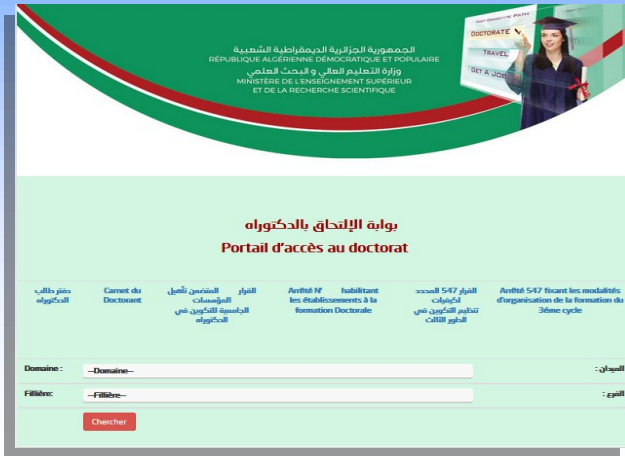 الجمهورية الجزائرية الديمقراطية الشعبية
RÉPUBLIQUE ALGÉRIENNE DÉMOCRATIQUE ET POPULAIRE
وزارة التعليم العالي و البحث العلمي
MINISTÈRE DE L'ENSEIGNEMENT SUPÉRIEUR
ET DE LA RECHERCHE SCIENTIFIQUE
DOCTORATE
TRAVEL
GET A JOB
بوابة الإلتحاق بالدكتوراه
Portail d'accès au doctorat
دفتر طالب
الدكتوراه
Carnet du
Doctorant
القرار المتضمن تأهيل
المؤسسات
الجامعية للتكوين في
الدكتوراه
Arrêté N° habilitant
les établissements à la
formation Doctorale
القرار 547 المحدد
لكيفيات
تنظيم التكوين في
الطور الثالث
Arrêté 547 fixant les modalités
d'organisation de la formation du
3éme cycle
Domaine :
--Domaine--
الميدان :
Fillière:
--Fillière--
الفرع :
Chercher